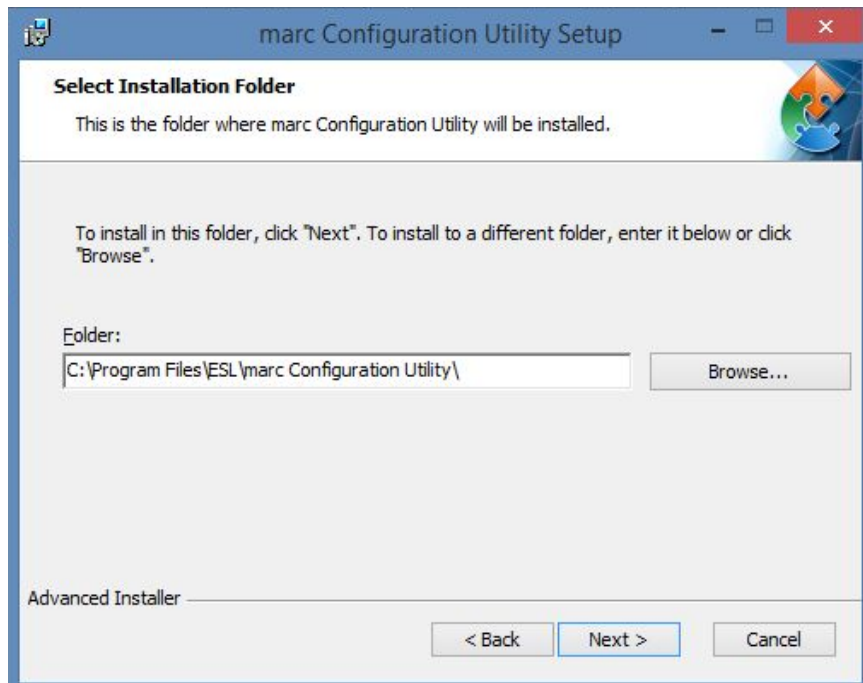 marc Configuration Utility Setup
Select Installation Folder
This is the folder where marc Configuration Utility will be installed.
To install in this folder, click "Next". To install to a different folder, enter it below or click
"Browse".
Folder:
C:\Program Files\ESL\marc Configuration Utility\
Browse...
Advanced Installer
< Back
Next >
Cancel